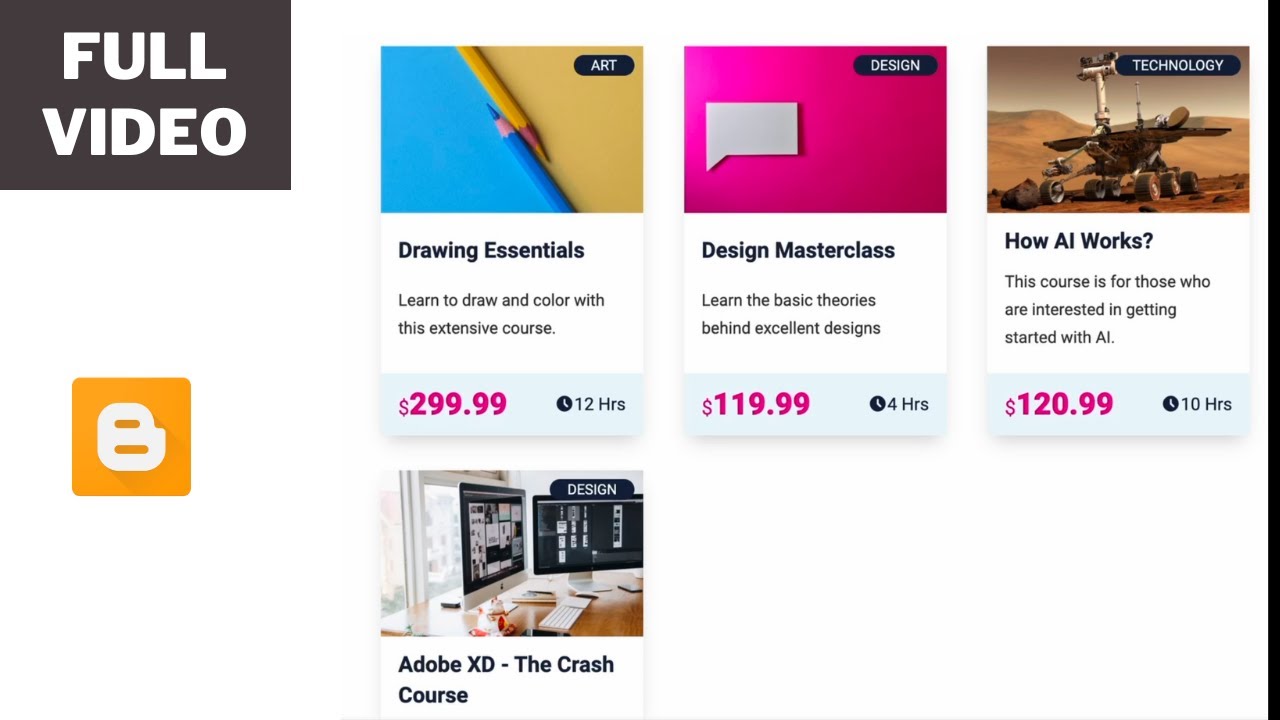 FULL
VIDEO
ART
DESIGN
TECHNOLOGY
Drawing Essentials
Learn to draw and color with
this extensive course.
$299.99
12 Hrs
Design Masterclass
Learn the basic theories
behind excellent designs
$119.99
4 Hrs
How AI Works?
This course is for those who
are interested in getting
started with AI.
$120.99
10 Hrs
DESIGN
Adobe XD - The Crash
Course